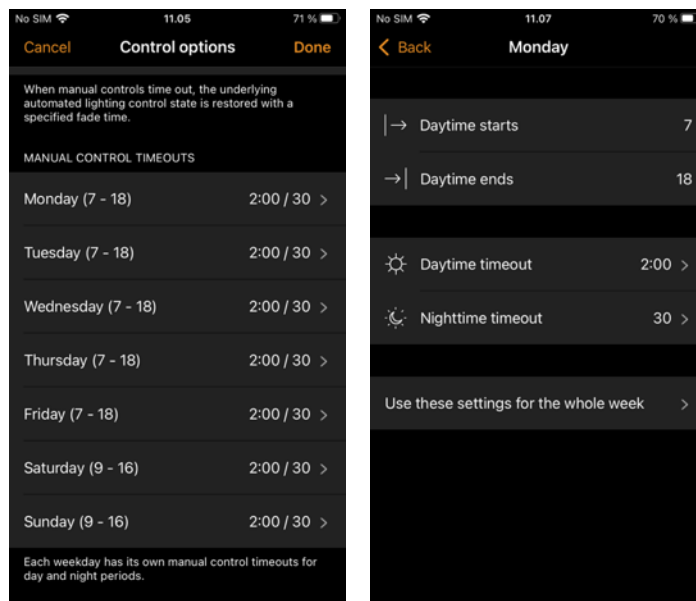 No SIM 11.05 71 %
Cancel Control options Done
When manual controls time out, the underlying
automated lighting control state is restored with a
specified fade time.
MANUAL CONTROL TIMEOUTS
Monday (7 - 18) 2:00 / 30 >
Tuesday (7 - 18) 2:00 / 30 >
Wednesday (7 - 18) 2:00 / 30 >
Thursday (7 - 18) 2:00 / 30 >
Friday (7 - 18) 2:00 / 30 >
Saturday (9 - 16) 2:00 / 30 >
Sunday (9 - 16) 2:00 / 30 >
Each weekday has its own manual control timeouts for
day and night periods.
No SIM 11.07 70 %
< Back Monday
Daytime starts 7
Daytime ends 18
Daytime timeout 2:00 >
Nighttime timeout 30 >
Use these settings for the whole week >